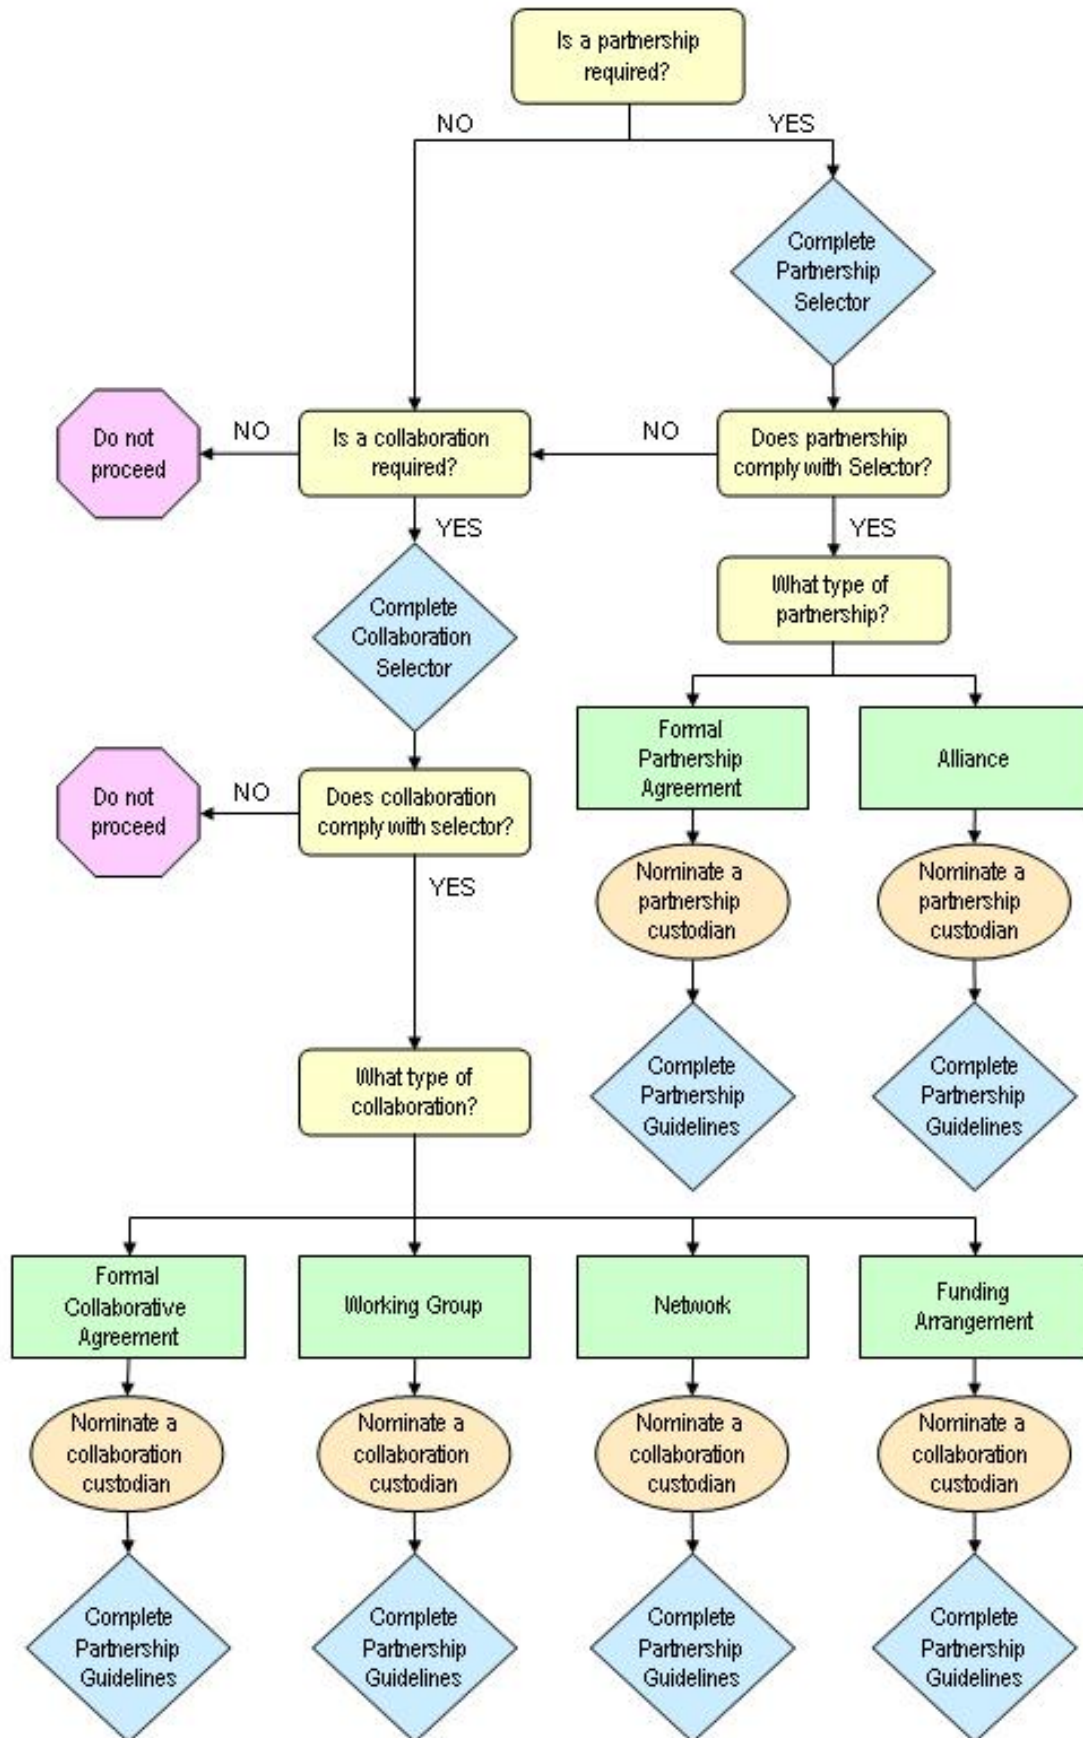 Is a partnership
required?
NO
YES
Complete
Partnership
Selector
Do not
proceed
NO
Is a collaboration
required?
NO
Does partnership
comply with Selector?
YES
YES
Complete
Collaboration
Selector
What type of
partnership?
Formal
Partnership
Agreement
Alliance
Do not
proceed
NO
Does collaboration
comply with selector?
YES
Nominate a
partnership
custodian
Nominate a
partnership
custodian
What type of
collaboration?
Complete
Partnership
Guidelines
Complete
Partnership
Guidelines
Formal
Collaborative
Agreement
Working Group
Network
Funding
Arrangement
Nominate a
collaboration
custodian
Nominate a
collaboration
custodian
Nominate a
collaboration
custodian
Nominate a
collaboration
custodian
Complete
Partnership
Guidelines
Complete
Partnership
Guidelines
Complete
Partnership
Guidelines
Complete
Partnership
Guidelines